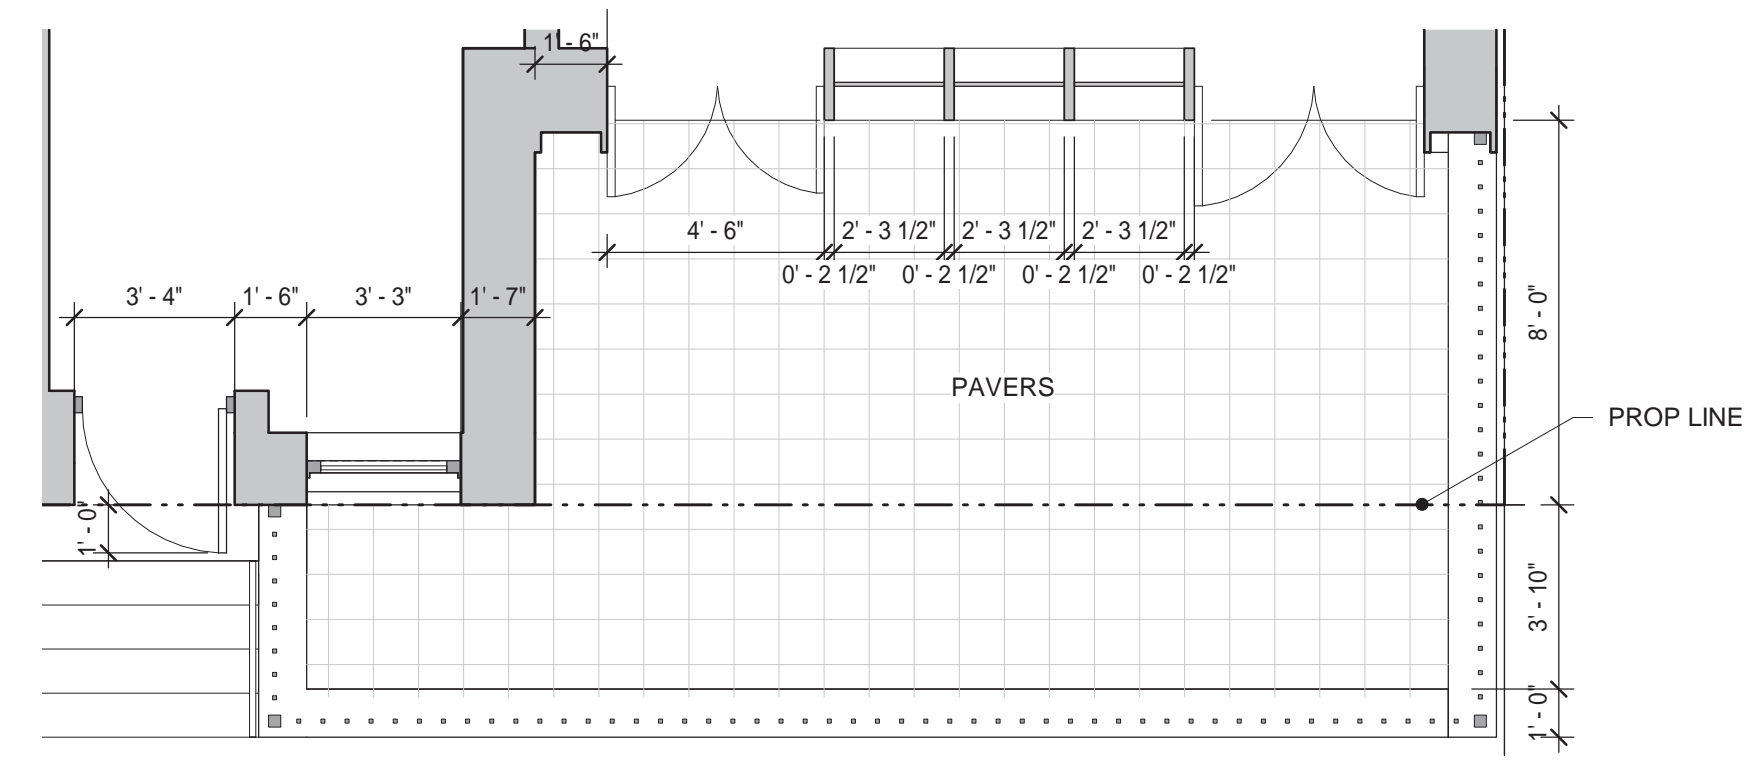 1' - 6"
4' - 6"
2' - 3 1/2"
2' - 3 1/2"
2' - 3 1/2"
0' - 2 1/2"
0' - 2 1/2"
0' - 2 1/2"
0' - 2 1/2"
3' - 4"
1' - 6"
3' - 3"
1' - 7"
8' - 0"
PAVERS
PROP LINE
1' - 0"
3' - 10"
1' - 0"